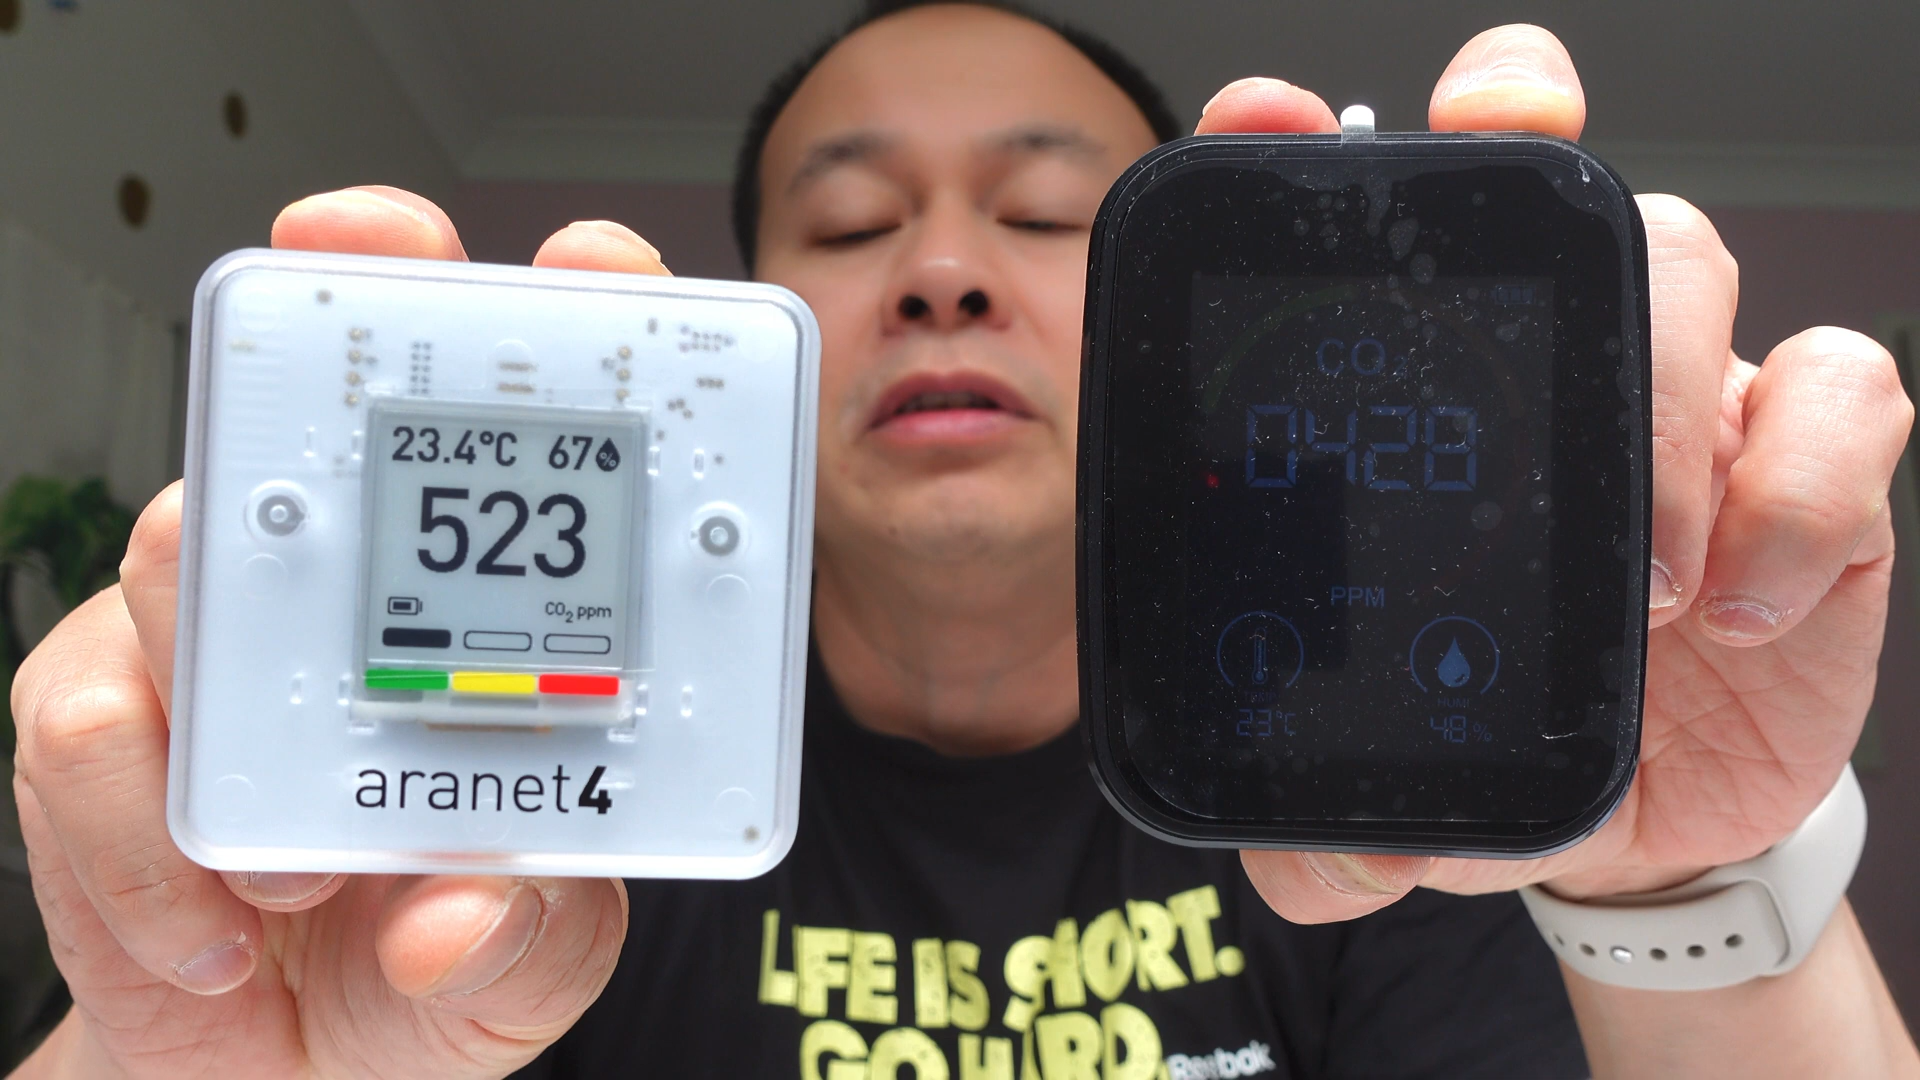 23.4°C 67%
523
CO2 ppm
aranet4
CO2
0428
PPM
23°C
48%
LIFE IS SHORT.
GO HARD.
Reebok